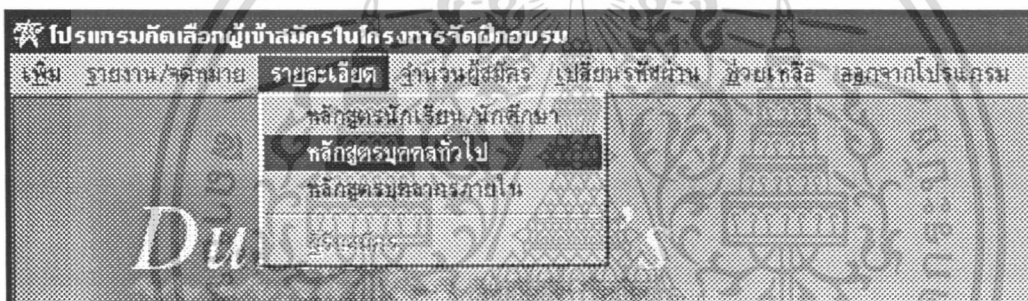 โปรแกรมคัดเลือกผู้เข้าสมัครในโครงการจัดฝึกอบรม
เพิ่ม รายงาน/จดหมาย รายละเอียด จำนวนผู้สมัคร เปลี่ยนรหัสผ่าน ช่วยเหลือ ออกจากโปรแกรม
หลักสูตรนักเรียน/นักศึกษา
หลักสูตรบุคคลทั่วไป
หลักสูตรบุคลากรภายใน
ผู้รับสมัคร